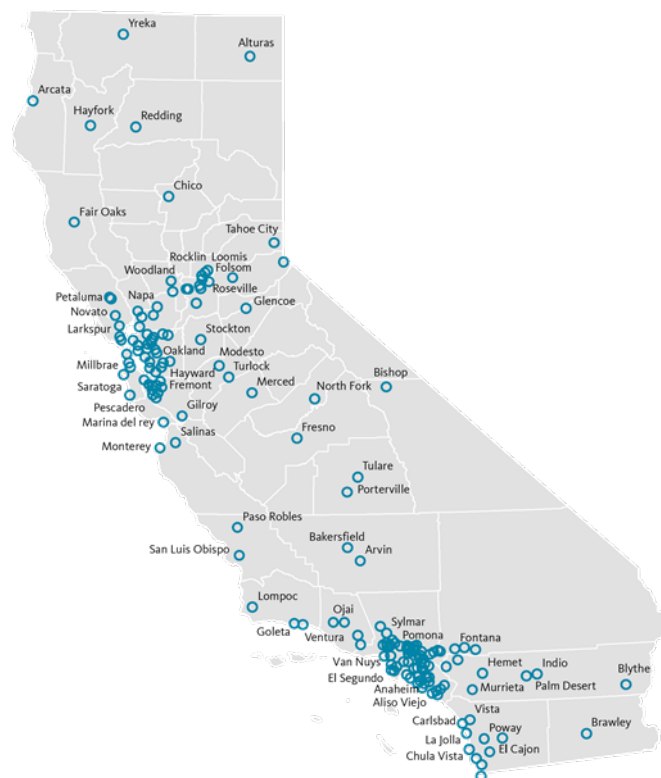 Yreka
Alturas
Arcata
Hayfork
Redding
Chico
Fair Oaks
Tahoe City
Rocklin Loomis
Woodland
Folsom
Petaluma
Napa
Roseville
Novato
Glencoe
Larkspur
Stockton
Oakland
Modesto
Millbrae
Turlock
Hayward
Bishop
Saratoga
Fremont
Merced
North Fork
Pescadero
Gilroy
Marina del rey
Salinas
Fresno
Monterey
Tulare
Porterville
Paso Robles
Bakersfield
San Luis Obispo
Arvin
Lompoc
Ojai
Sylmar
Goleta
Ventura
Pomona
Fontana
Van Nuys
Hemet
Indio
El Segundo
Blythe
Anaheim
Murrieta
Palm Desert
Aliso Viejo
Carlsbad
Vista
Poway
Brawley
La Jolla
El Cajon
Chula Vista